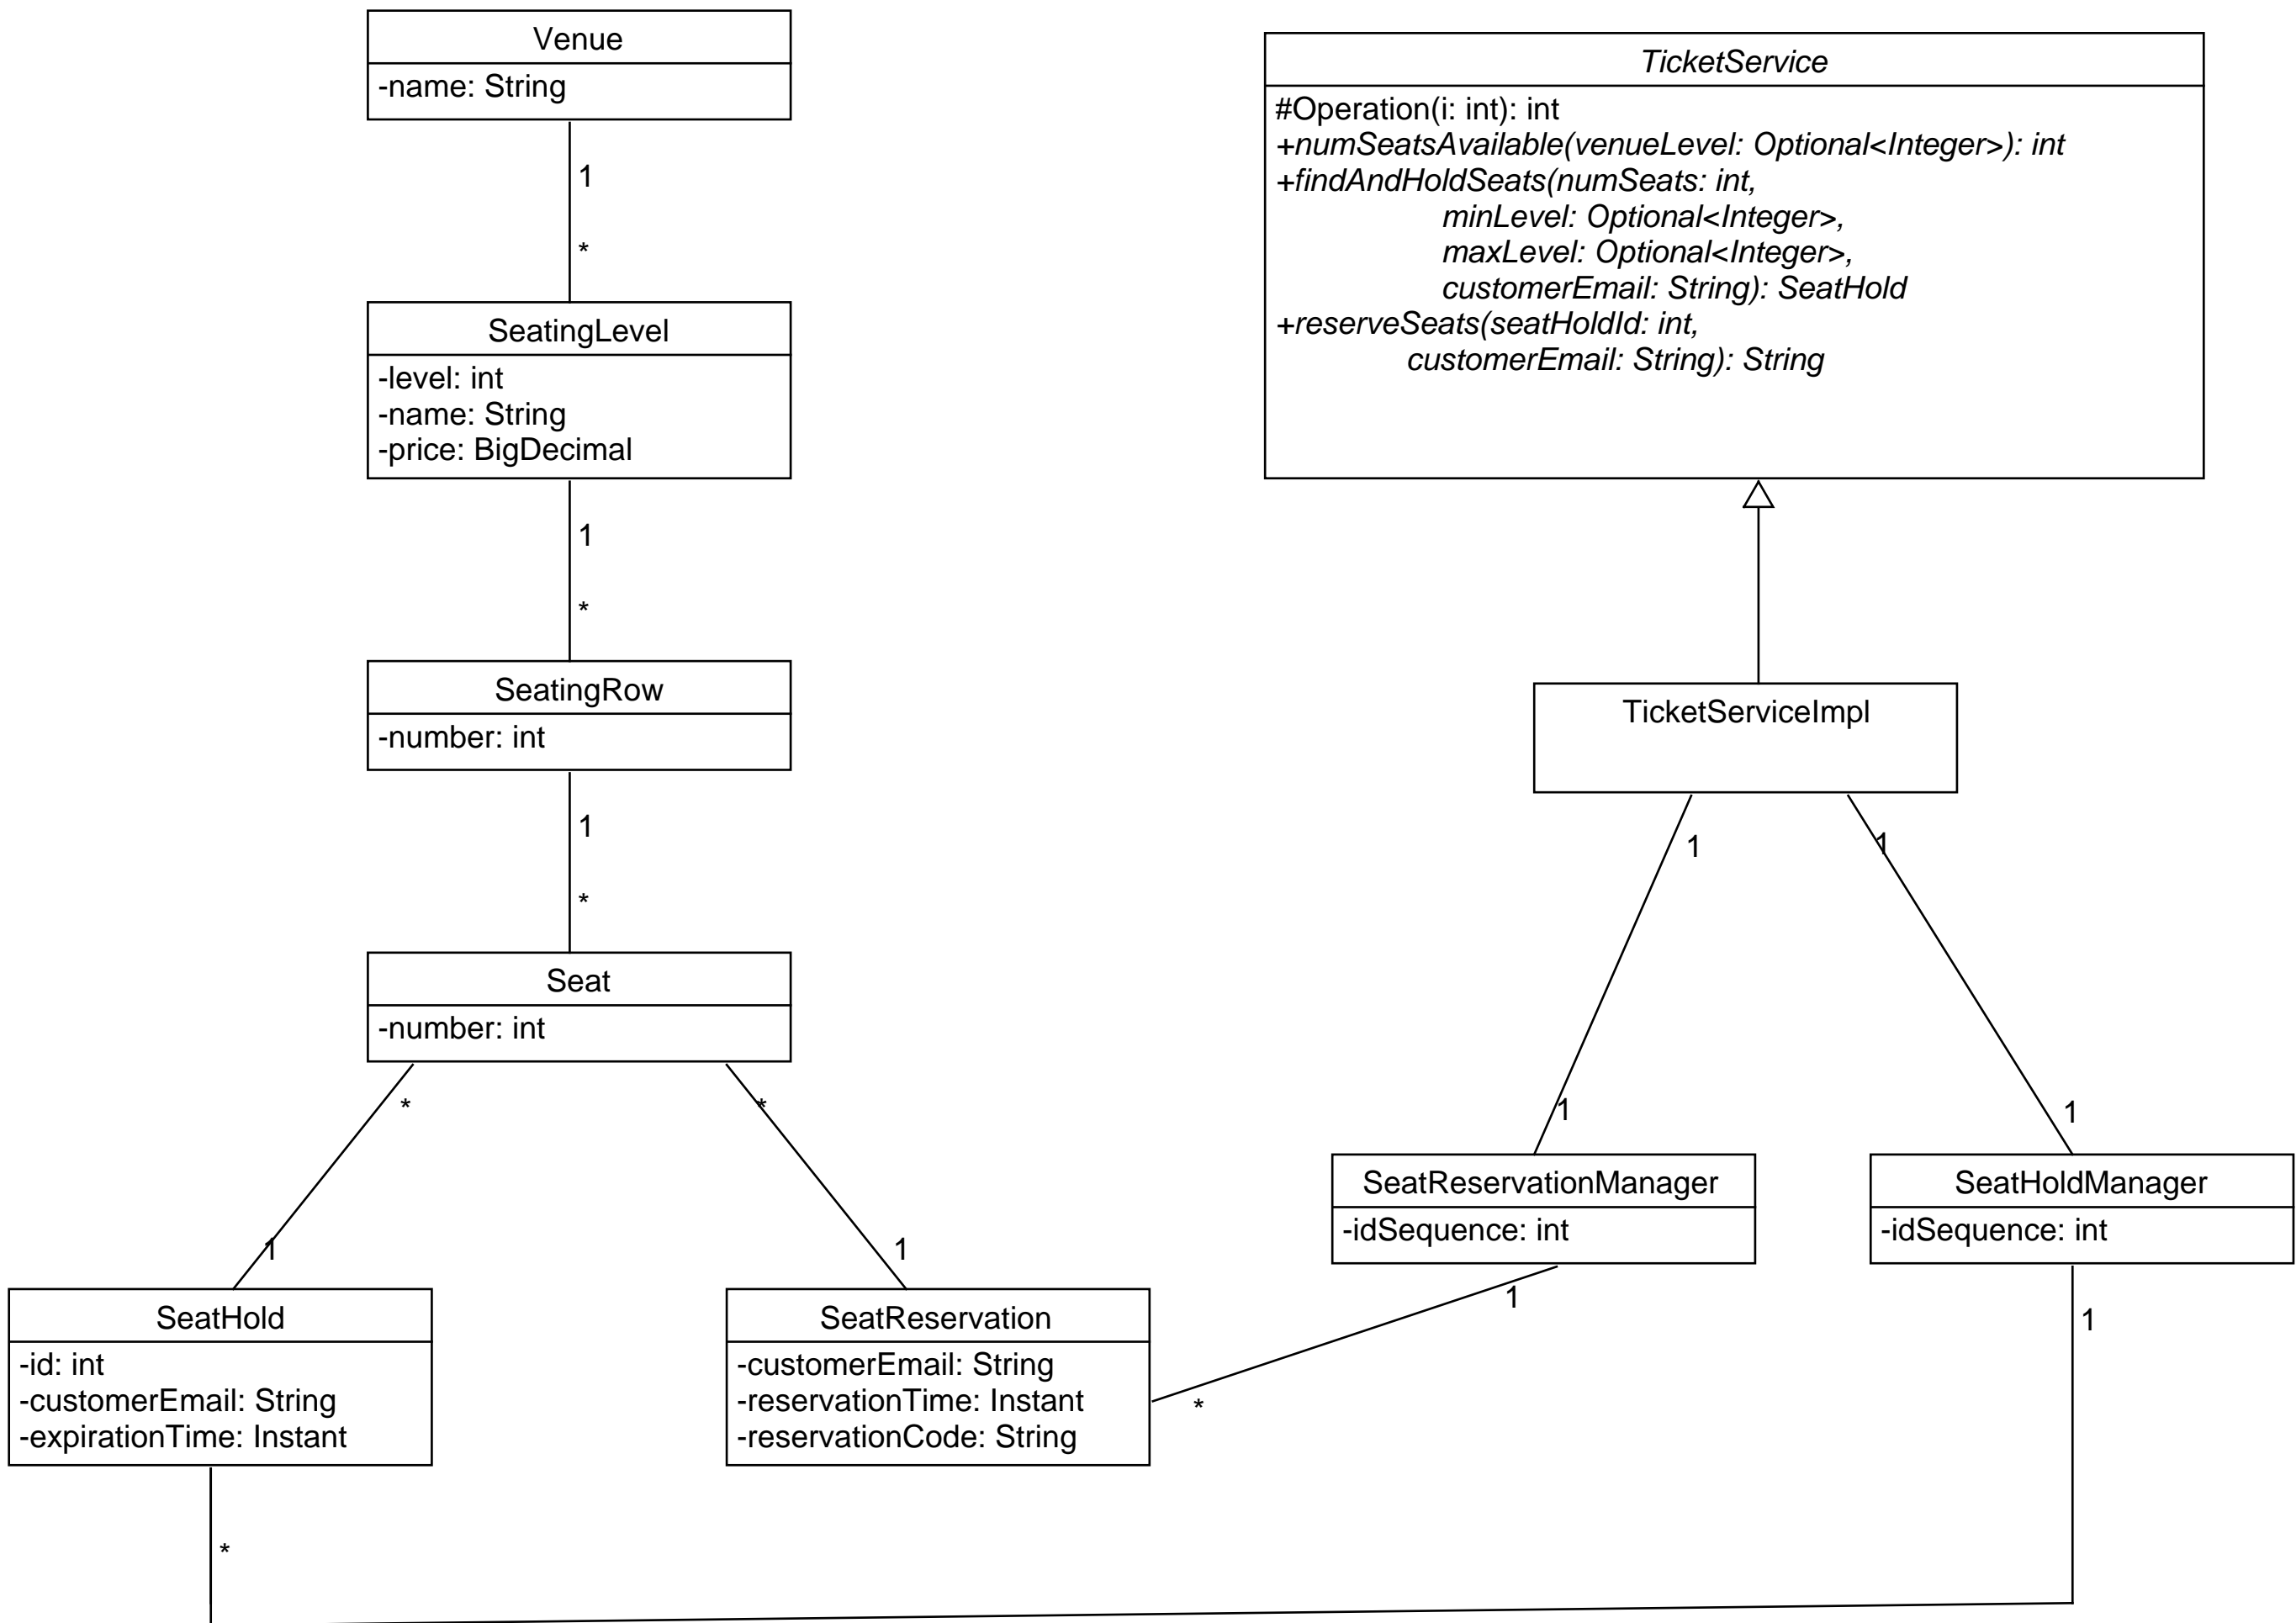 Venue
-name: String
1
*
SeatingLevel
-level: int
-name: String
-price: BigDecimal
1
*
SeatingRow
-number: int
1
*
Seat
-number: int
*
*
1
1
SeatHold
-id: int
-customerEmail: String
-expirationTime: Instant
*
SeatReservation
-customerEmail: String
-reservationTime: Instant
-reservationCode: String
*
TicketService
#Operation(i: int): int
+numSeatsAvailable(venueLevel: Optional<Integer>): int
+findAndHoldSeats(numSeats: int,
minLevel: Optional<Integer>,
maxLevel: Optional<Integer>,
customerEmail: String): SeatHold
+reserveSeats(seatHoldId: int,
customerEmail: String): String
TicketServiceImpl
1
1
1
1
SeatReservationManager
-idSequence: int
1
SeatHoldManager
-idSequence: int
1